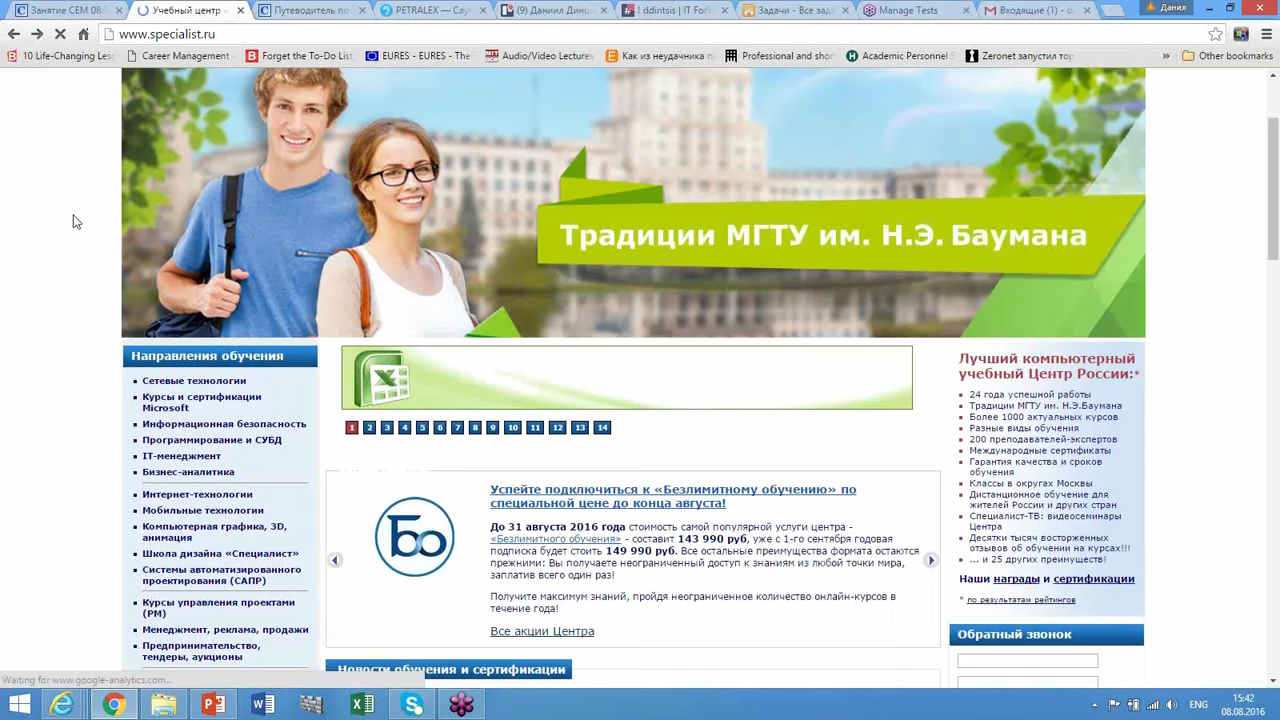 Занятие СЕМ 08.0
Учебный центр
Путеводитель по
PETRALEX — Слу
(9) Даниил Динц
! ddintsis | IT For
Задачи - Все зад
Manage Tests
Входящие (1) - d
Данил
www.specialist.ru
10 Life-Changing Les
Career Management -
Forget the To-Do List
EURES - EURES - The
Audio/Video Lectures
Как из неудачника п
Professional and shor
Academic Personnel S
Zeronet запустил тор
»
Other bookmarks
Традиции МГТУ им. Н.Э. Баумана
Направления обучения
Сетевые технологии
Курсы и сертификации
Microsoft
Информационная безопасность
Программирование и СУБД
IT-менеджмент
Бизнес-аналитика
Интернет-технологии
Мобильные технологии
Компьютерная графика, 3D,
анимация
Школа дизайна «Специалист»
Системы автоматизированного
проектирования (САПР)
Курсы управления проектами
(PM)
Менеджмент, реклама, продажи
Предпринимательство,
тендеры, аукционы
1 2 3 4 5 6 7 8 9 10 11 12 13 14
Бо
Успейте подключиться к «Безлимитному обучению» по
специальной цене до конца августа!
До 31 августа 2016 года стоимость самой популярной услуги центра -
«Безлимитного обучения» - составит 143 990 руб, уже с 1-го сентября годовая
подписка будет стоить 149 990 руб. Все остальные преимущества формата остаются
прежними: Вы получаете неограниченный доступ к знаниям из любой точки мира,
заплатив всего один раз!
Получите максимум знаний, пройдя неограниченное количество онлайн-курсов в
течение года!
Все акции Центра
Новости обучения и сертификации
Лучший компьютерный
учебный Центр России:*
24 года успешной работы
Традиции МГТУ им. Н.Э.Баумана
Более 1000 актуальных курсов
Разные виды обучения
200 преподавателей-экспертов
Международные сертификаты
Гарантия качества и сроков
обучения
Классы в округах Москвы
Дистанционное обучение для
жителей России и других стран
Специалист-ТВ: видеосеминары
Центра
Десятки тысяч восторженных
отзывов об обучении на курсах!!!
... и 25 других преимуществ!
Наши награды и сертификации
* по результатам рейтингов
Обратный звонок
Waiting for www.google-analytics.com...
ENG
15:42
08.08.2016